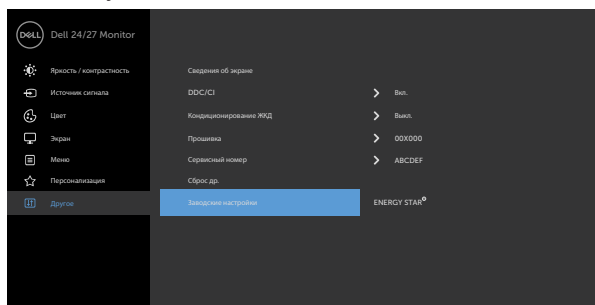 DELL Dell 24/27 Monitor
Яркость / контрастность Сведения об экране
Источник сигнала DDC/CI Вкл.
Цвет Кондиционирование ЖКД Выкл.
Экран Прошивка 00X000
Меню Сервисный номер ABCDEF
Персонализация Сброс др.
Другое Заводские настройки ENERGY STAR®